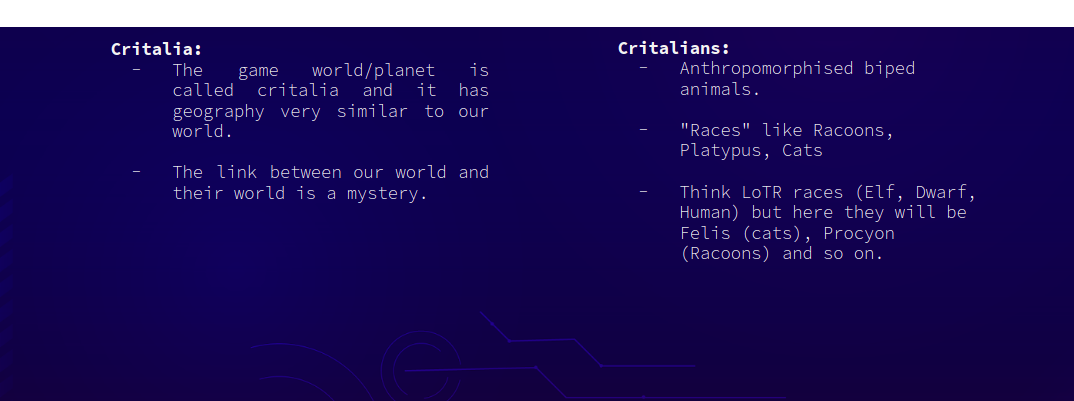 Critalia:
- The game world/planet is
called critalia and it has
geography very similar to our
world.
- The link between our world and
their world is a mystery.
Critalians:
- Anthropomorphised biped
animals.
- "Races" like Racoons,
Platypus, Cats
- Think LoTR races (Elf, Dwarf,
Human) but here they will be
Felis (cats), Procyon
(Racoons) and so on.